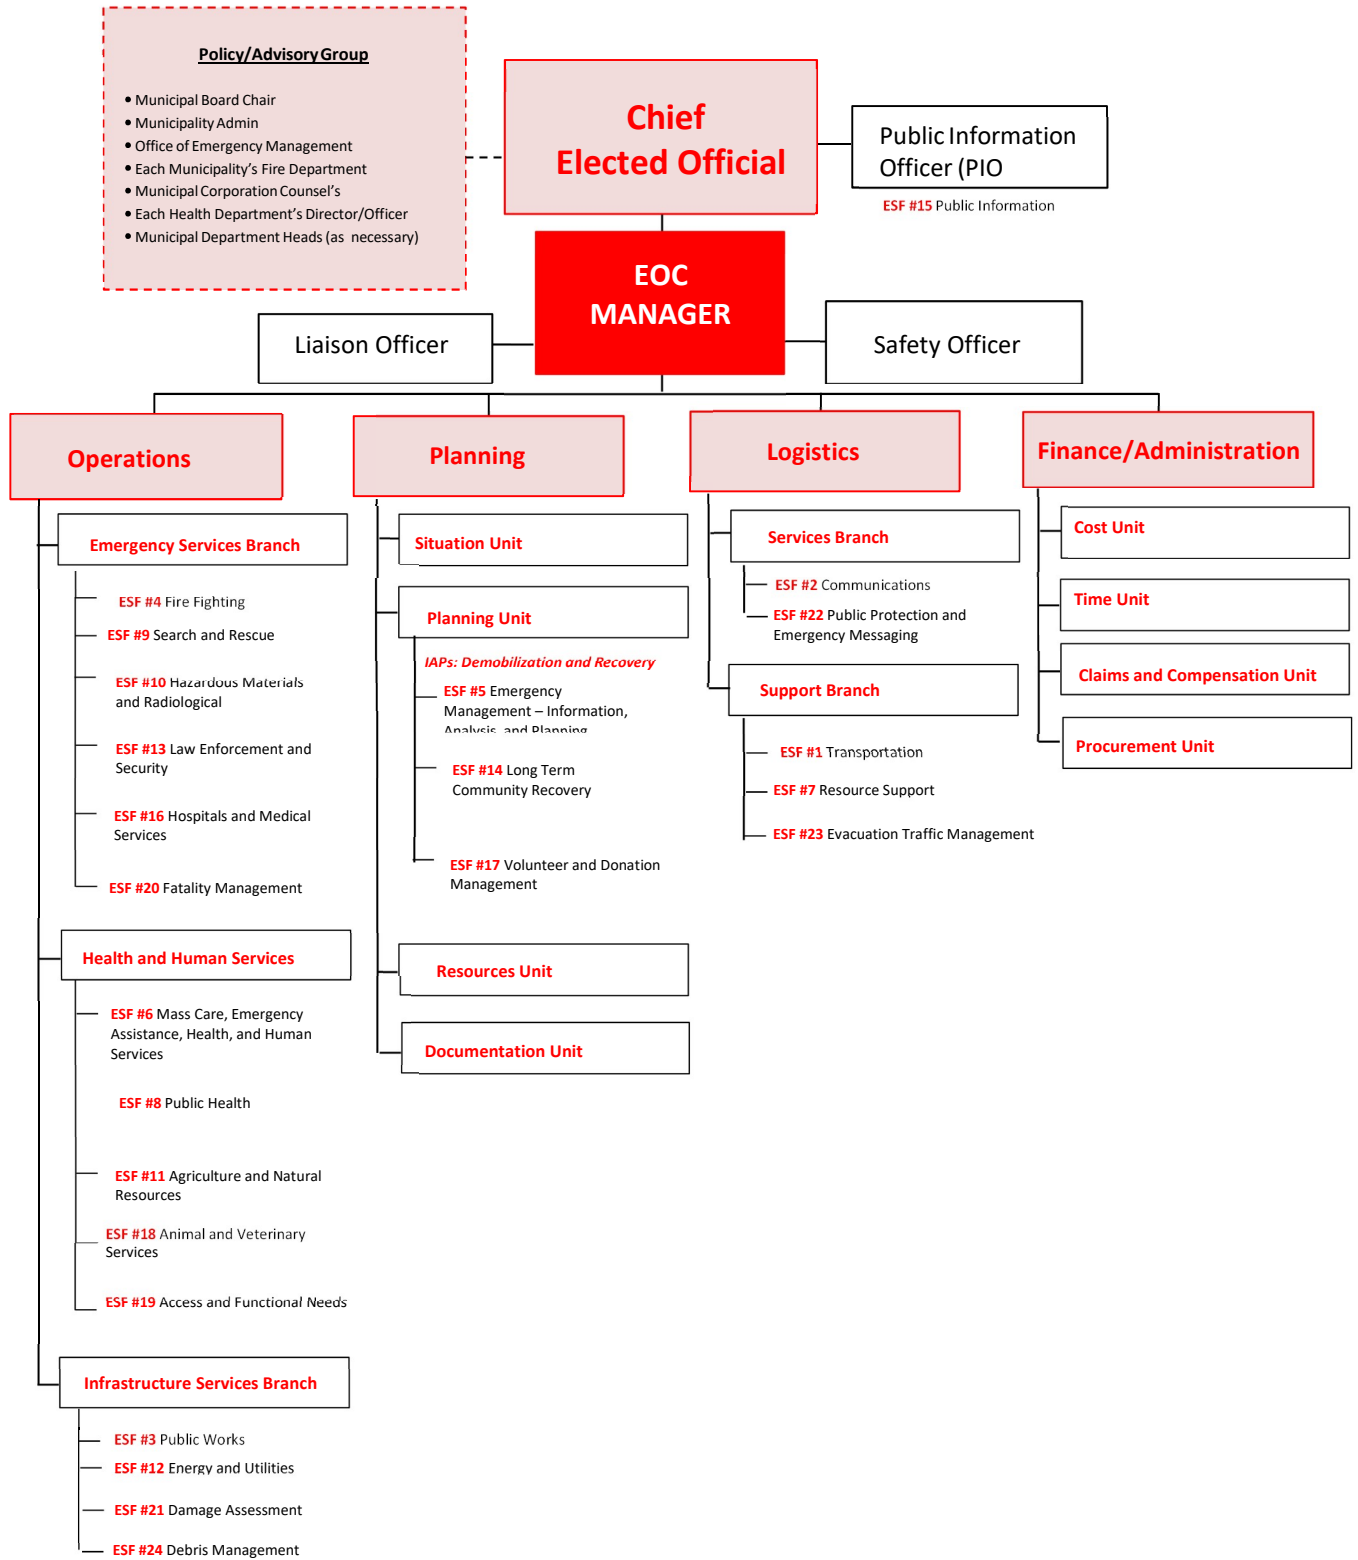 Policy/Advisory Group
• Municipal Board Chair
• Municipality Admin
• Office of Emergency Management
• Each Municipality's Fire Department
• Municipal Corporation Counsel's
• Each Health Department's Director/Officer
• Municipal Department Heads (as necessary)
Chief
Elected Official
Public Information
Officer (PIO
ESF #15 Public Information
EOC
MANAGER
Liaison Officer
Safety Officer
Operations
Emergency Services Branch
ESF #4 Fire Fighting
ESF #9 Search and Rescue
ESF #10 Hazardous Materials
and Radiological
ESF #13 Law Enforcement and
Security
ESF #16 Hospitals and Medical
Services
ESF #20 Fatality Management
Health and Human Services
ESF #6 Mass Care, Emergency
Assistance, Health, and Human
Services
ESF #8 Public Health
ESF #11 Agriculture and Natural
Resources
ESF #18 Animal and Veterinary
Services
ESF #19 Access and Functional Needs
Infrastructure Services Branch
ESF #3 Public Works
ESF #12 Energy and Utilities
ESF #21 Damage Assessment
ESF #24 Debris Management
Planning
Situation Unit
Planning Unit
IAPs: Demobilization and Recovery
ESF #5 Emergency
Management – Information,
Analysis, and Planning
ESF #14 Long Term
Community Recovery
ESF #17 Volunteer and Donation
Management
Resources Unit
Documentation Unit
Logistics
Services Branch
ESF #2 Communications
ESF #22 Public Protection and
Emergency Messaging
Support Branch
ESF #1 Transportation
ESF #7 Resource Support
ESF #23 Evacuation Traffic Management
Finance/Administration
Cost Unit
Time Unit
Claims and Compensation Unit
Procurement Unit